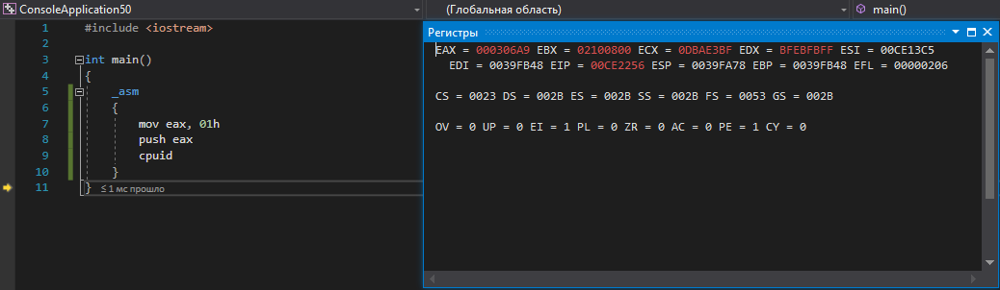 ConsoleApplication50 (Глобальная область) main()
1 #include <iostream>
2
3 int main()
4 {
5 _asm
6 {
7 mov eax, 01h
8 push eax
9 cpuid
10 }
11 } ≤ 1 мс прошло
Регистры
EAX = 000306A9 EBX = 02100800 ECX = 0DBAE3BF EDX = BFEBFBFF ESI = 00CE13C5
EDI = 0039FB48 EIP = 00CE2256 ESP = 0039FA78 EBP = 0039FB48 EFL = 00000206
CS = 0023 DS = 002B ES = 002B SS = 002B FS = 0053 GS = 002B
OV = 0 UP = 0 EI = 1 PL = 0 ZR = 0 AC = 0 PE = 1 CY = 0